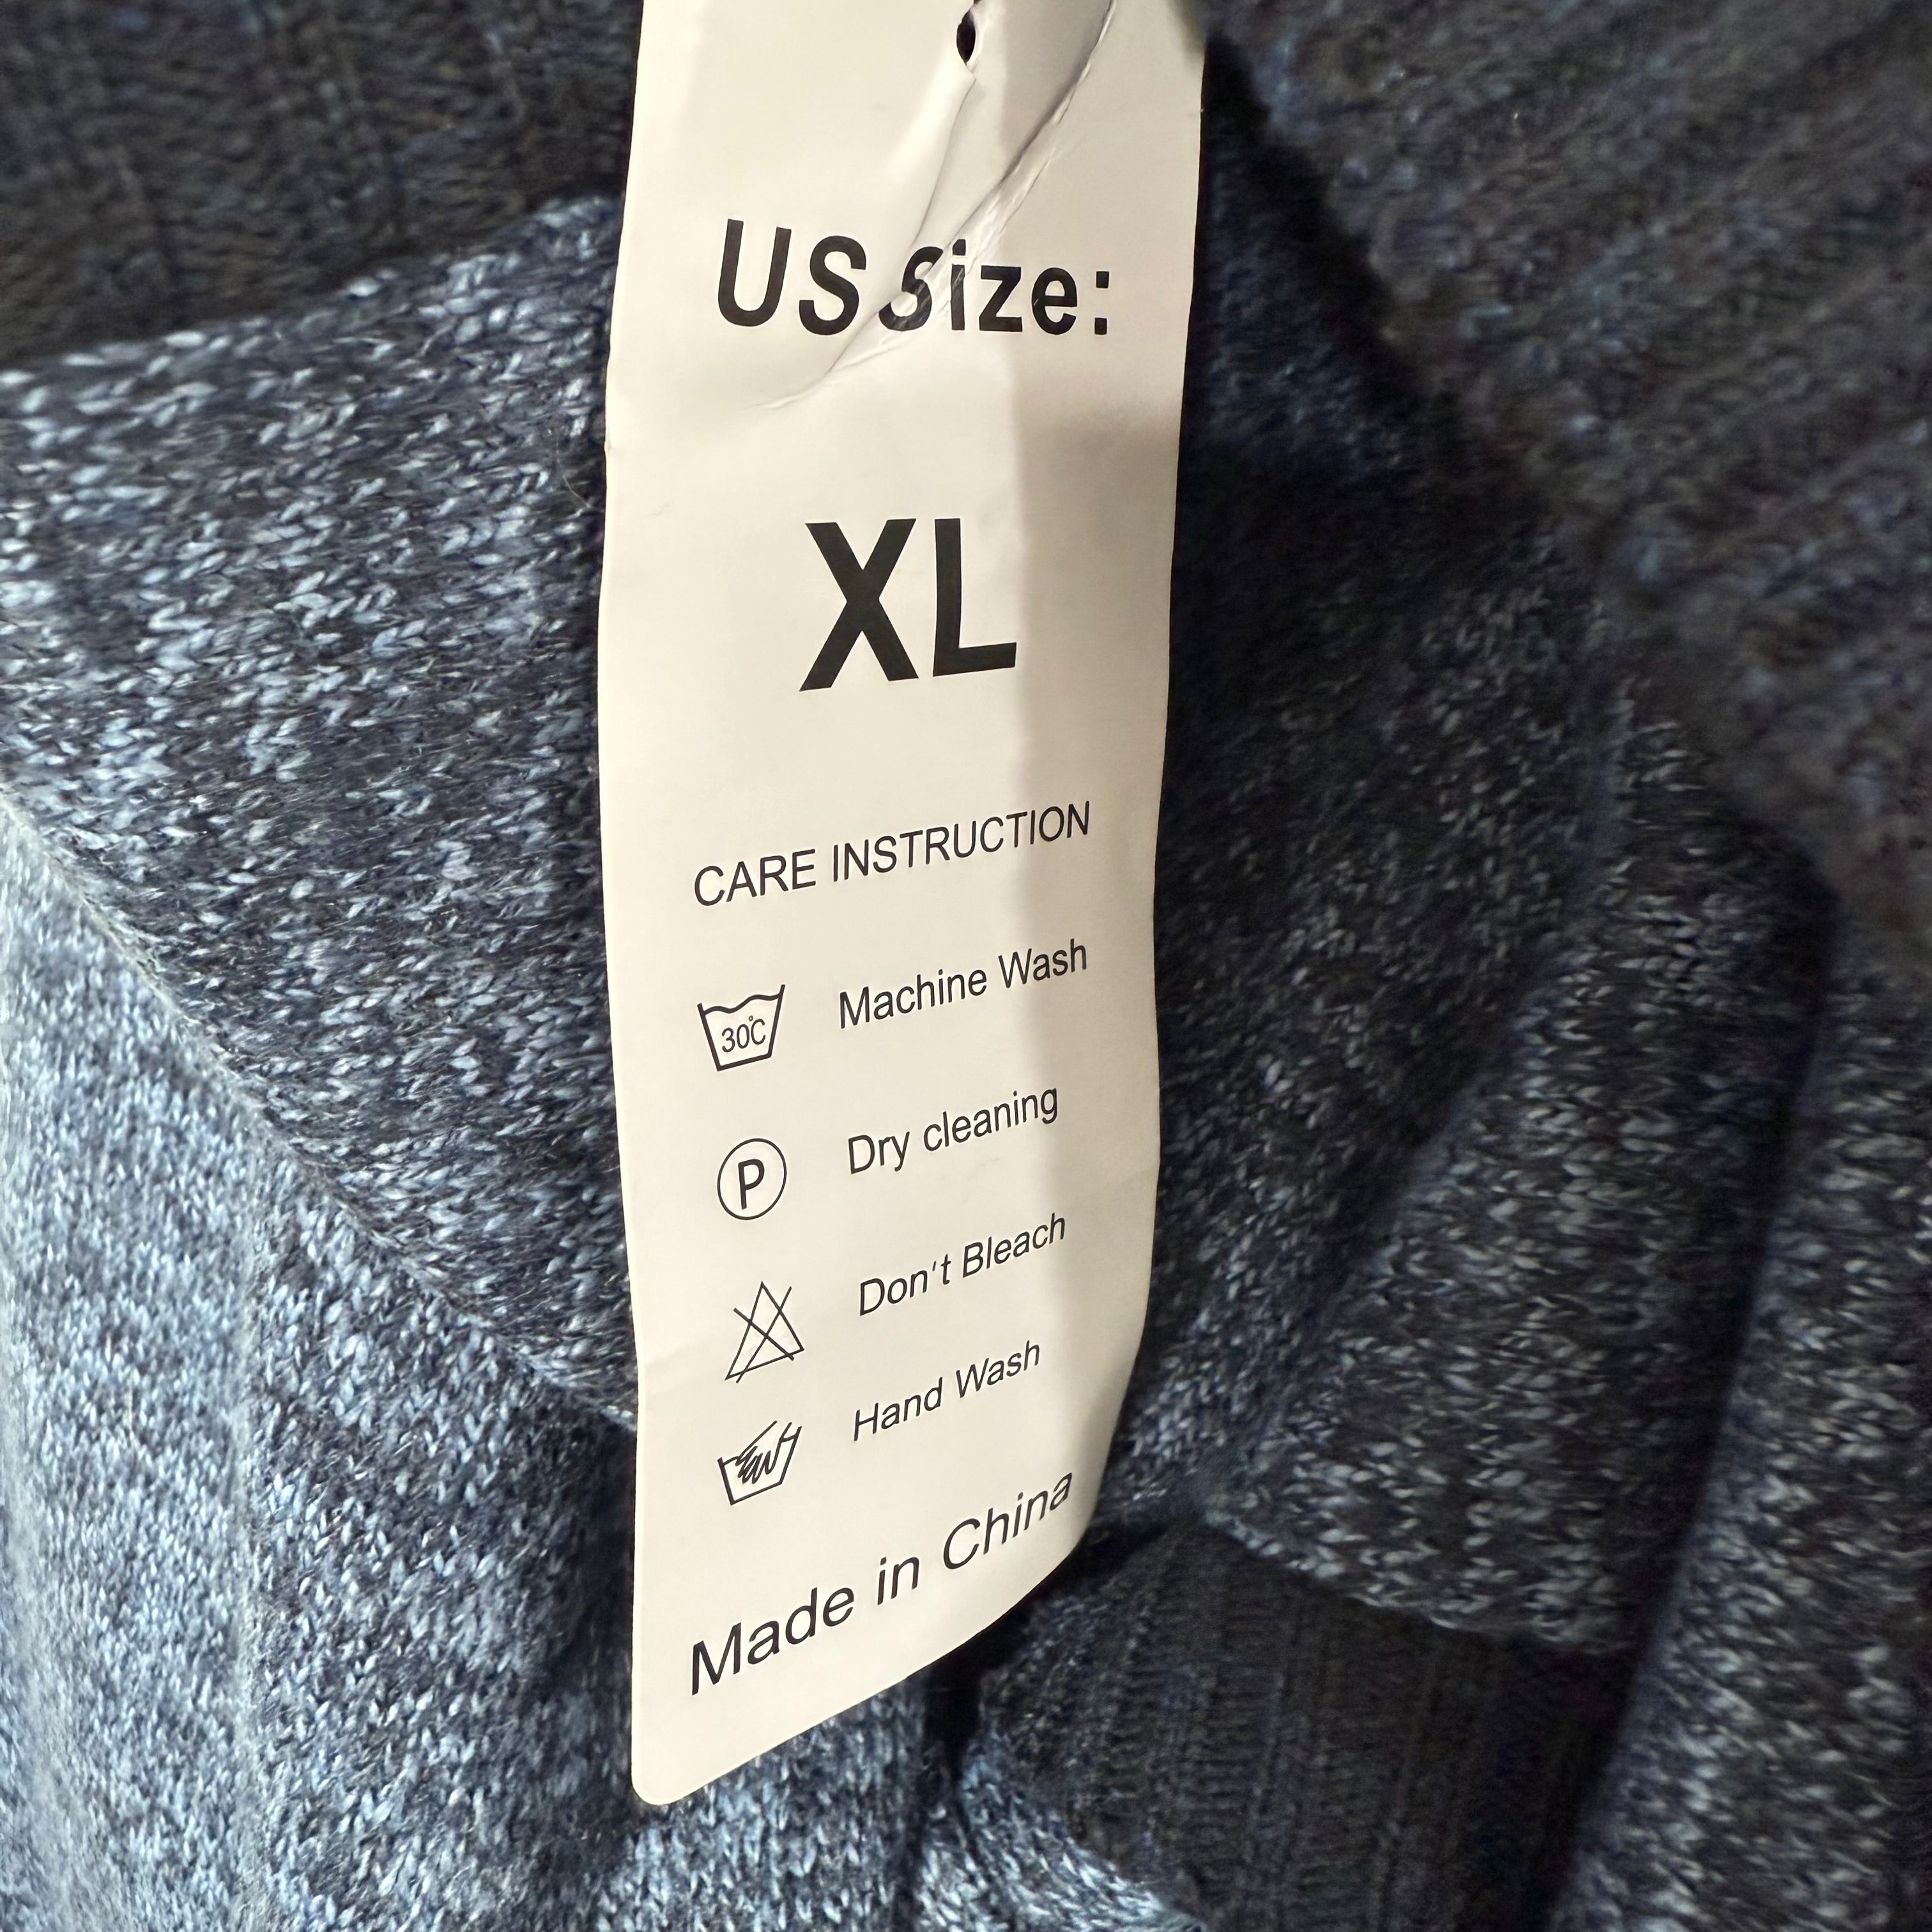 US Size:
XL
CARE INSTRUCTION
30℃ Machine Wash
P Dry cleaning
Don't Bleach
Hand Wash
Made in China